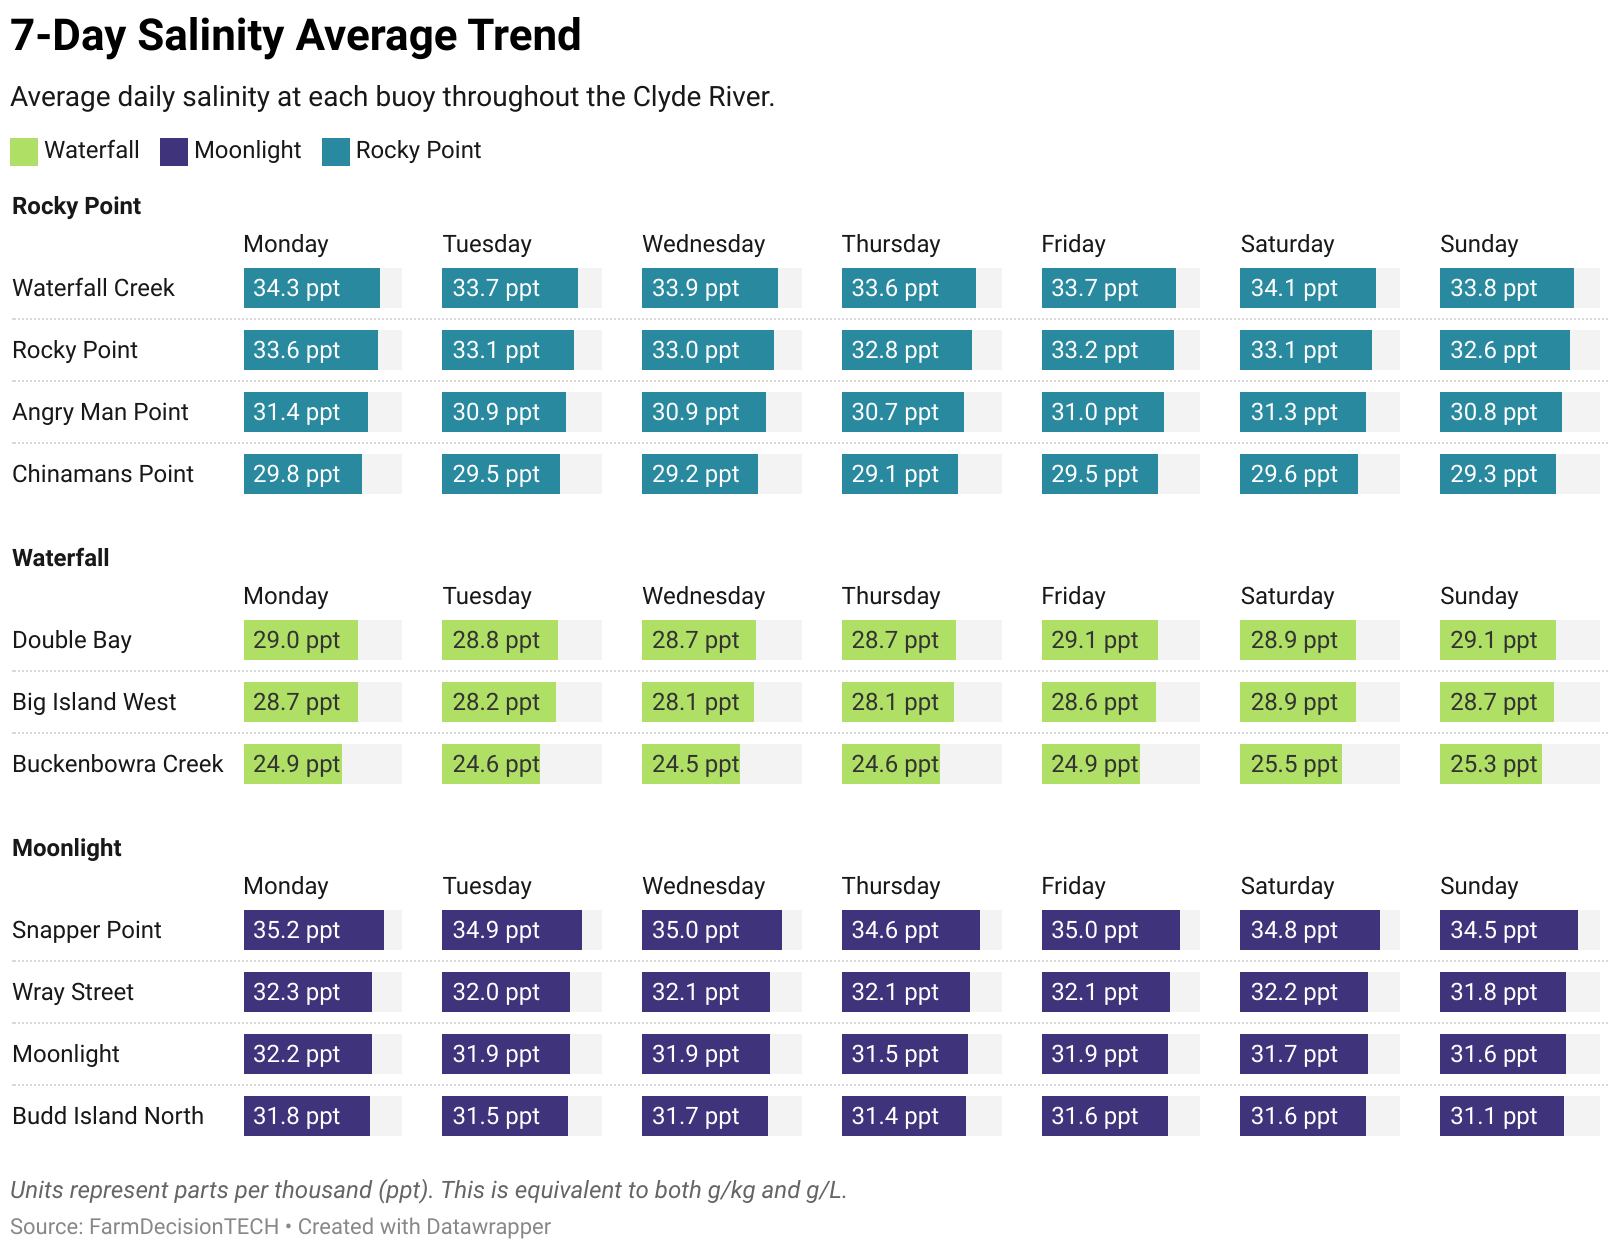 7-Day Salinity Average Trend
Average daily salinity at each buoy throughout the Clyde River.
Waterfall Moonlight Rocky Point
Rocky Point
Monday Tuesday Wednesday Thursday Friday Saturday Sunday
Waterfall Creek 34.3 ppt 33.7 ppt 33.9 ppt 33.6 ppt 33.7 ppt 34.1 ppt 33.8 ppt
Rocky Point 33.6 ppt 33.1 ppt 33.0 ppt 32.8 ppt 33.2 ppt 33.1 ppt 32.6 ppt
Angry Man Point 31.4 ppt 30.9 ppt 30.9 ppt 30.7 ppt 31.0 ppt 31.3 ppt 30.8 ppt
Chinamans Point 29.8 ppt 29.5 ppt 29.2 ppt 29.1 ppt 29.5 ppt 29.6 ppt 29.3 ppt
Waterfall
Monday Tuesday Wednesday Thursday Friday Saturday Sunday
Double Bay 29.0 ppt 28.8 ppt 28.7 ppt 28.7 ppt 29.1 ppt 28.9 ppt 29.1 ppt
Big Island West 28.7 ppt 28.2 ppt 28.1 ppt 28.1 ppt 28.6 ppt 28.9 ppt 28.7 ppt
Buckenbowra Creek 24.9 ppt 24.6 ppt 24.5 ppt 24.6 ppt 24.9 ppt 25.5 ppt 25.3 ppt
Moonlight
Monday Tuesday Wednesday Thursday Friday Saturday Sunday
Snapper Point 35.2 ppt 34.9 ppt 35.0 ppt 34.6 ppt 35.0 ppt 34.8 ppt 34.5 ppt
Wray Street 32.3 ppt 32.0 ppt 32.1 ppt 32.1 ppt 32.1 ppt 32.2 ppt 31.8 ppt
Moonlight 32.2 ppt 31.9 ppt 31.9 ppt 31.5 ppt 31.9 ppt 31.7 ppt 31.6 ppt
Budd Island North 31.8 ppt 31.5 ppt 31.7 ppt 31.4 ppt 31.6 ppt 31.6 ppt 31.1 ppt
Units represent parts per thousand (ppt). This is equivalent to both g/kg and g/L.
Source: FarmDecisionTECH • Created with Datawrapper